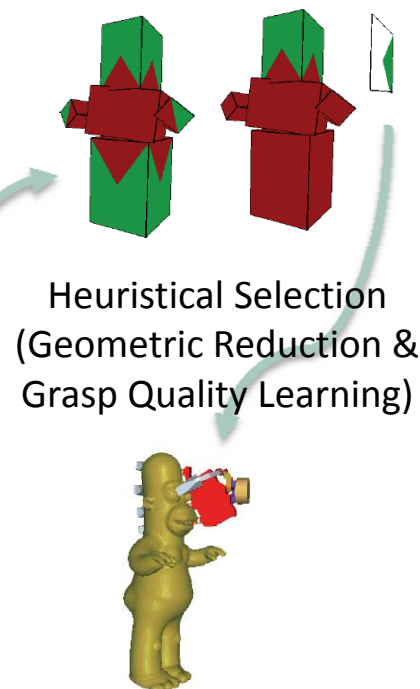 Heuristical Selection
(Geometric Reduction &
Grasp Quality Learning)